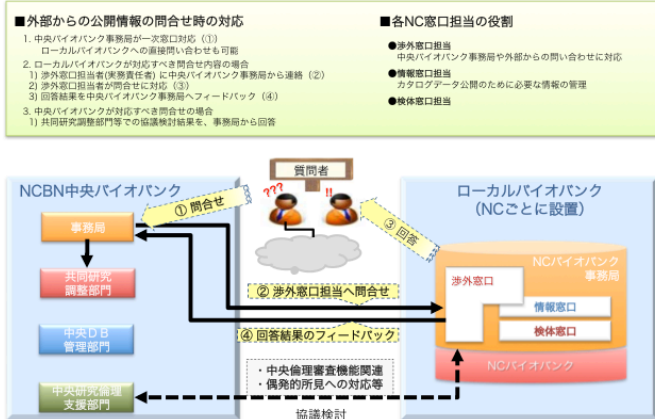 ■外部からの公開情報の問合せ時の対応
1. 中央バイオバンク事務局が一次窓口対応（①）
ローカルバイオバンクへの直接問い合わせも可能
2. ローカルバイオバンクが対応すべき問合せ内容の場合
1) 渉外窓口担当者(実務責任者) に中央バイオバンク事務局から連絡（②）
2) 渉外窓口担当者が問合せに対応（③）
3) 回答結果を中央バイオバンク事務局へフィードバック（④）
3. 中央バイオバンクが対応すべき問合せの場合
1) 共同研究調整部門等での協議検討結果を、事務局から回答
■各NC窓口担当の役割
●渉外窓口担当
中央バイオバンク事務局や外部からの問い合わせに対応
●情報窓口担当
カタログデータ公開のために必要な情報の管理
●検体窓口担当
質問者
???
!!
NCBN中央バイオバンク
事務局
共同研究
調整部門
中央ＤＢ
管理部門
中央研究倫理
支援部門
① 問合せ
③ 回答
② 渉外窓口担当へ問合せ
④ 回答結果のフィードバック
・中央倫理審査機能関連
・偶発的所見への対応等
協議検討
ローカルバイオバンク
（NCごとに設置）
NCバイオバンク
事務局
渉外窓口
情報窓口
検体窓口
NCバイオバンク